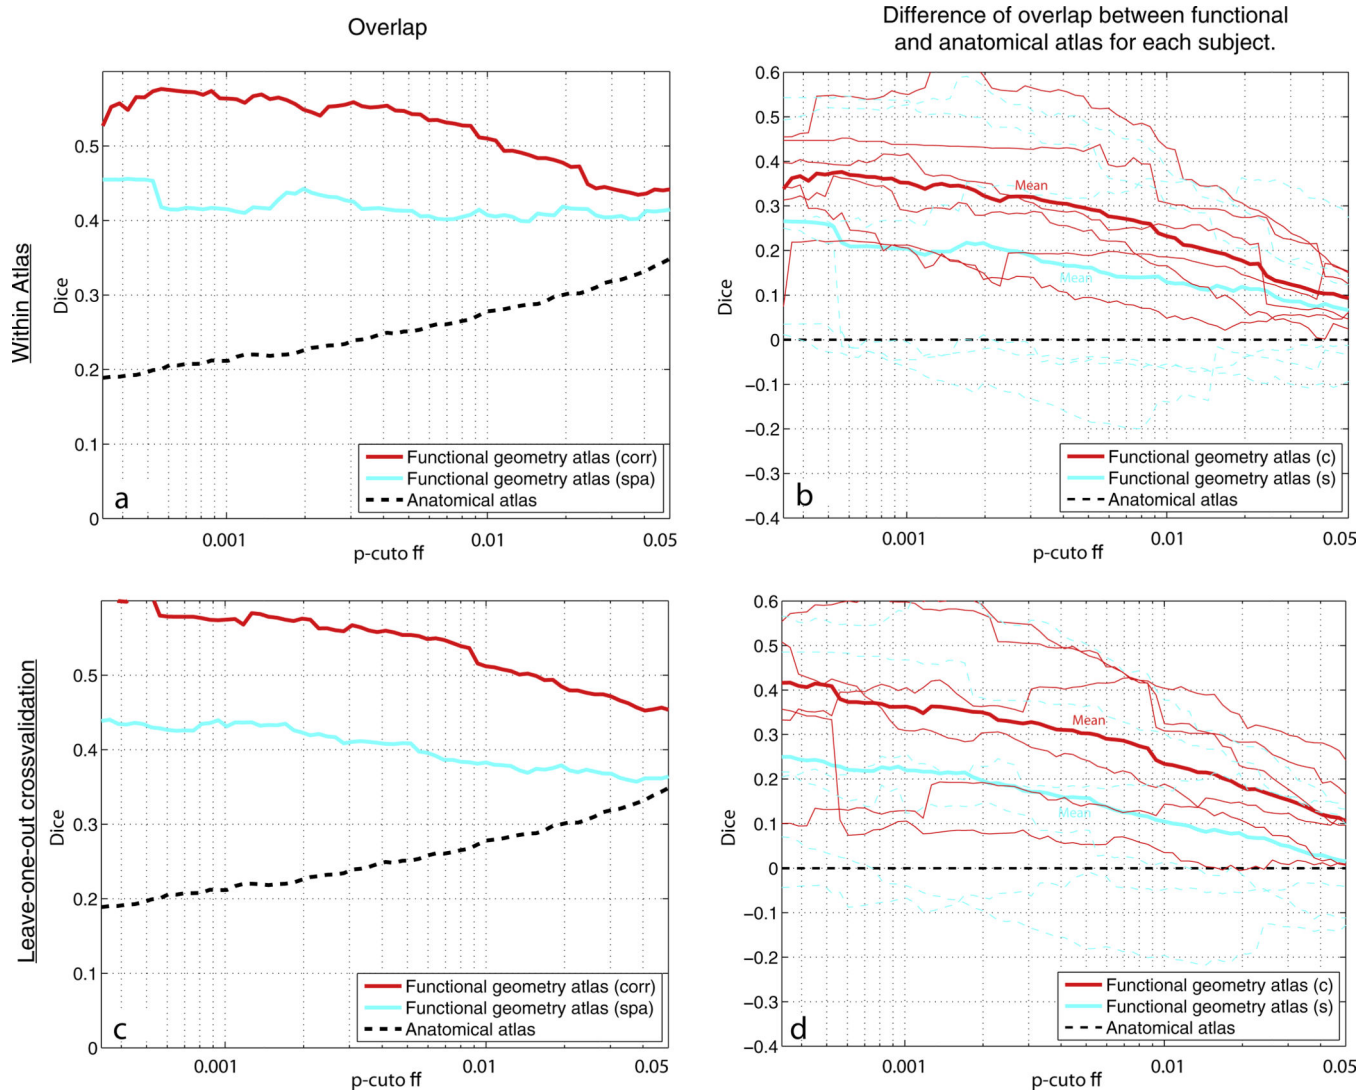 Overlap
Difference of overlap between functional
and anatomical atlas for each subject.
Within Atlas
Dice
0.5
0.4
0.3
0.2
0.1
0
Functional geometry atlas (corr)
Functional geometry atlas (spa)
Anatomical atlas
a
0.001
0.01
0.05
p-cuto ff
Dice
0.6
0.5
0.4
0.3
0.2
0.1
0
−0.1
−0.2
−0.3
−0.4
Mean
Mean
Functional geometry atlas (c)
Functional geometry atlas (s)
Anatomical atlas
b
0.001
0.01
0.05
p-cuto ff
Leave-one-out crossvalidation
Dice
0.5
0.4
0.3
0.2
0.1
0
Functional geometry atlas (corr)
Functional geometry atlas (spa)
Anatomical atlas
c
0.001
0.01
0.05
p-cuto ff
Dice
0.6
0.5
0.4
0.3
0.2
0.1
0
−0.1
−0.2
−0.3
−0.4
Mean
Mean
Functional geometry atlas (c)
Functional geometry atlas (s)
Anatomical atlas
d
0.001
0.01
0.05
p-cuto ff